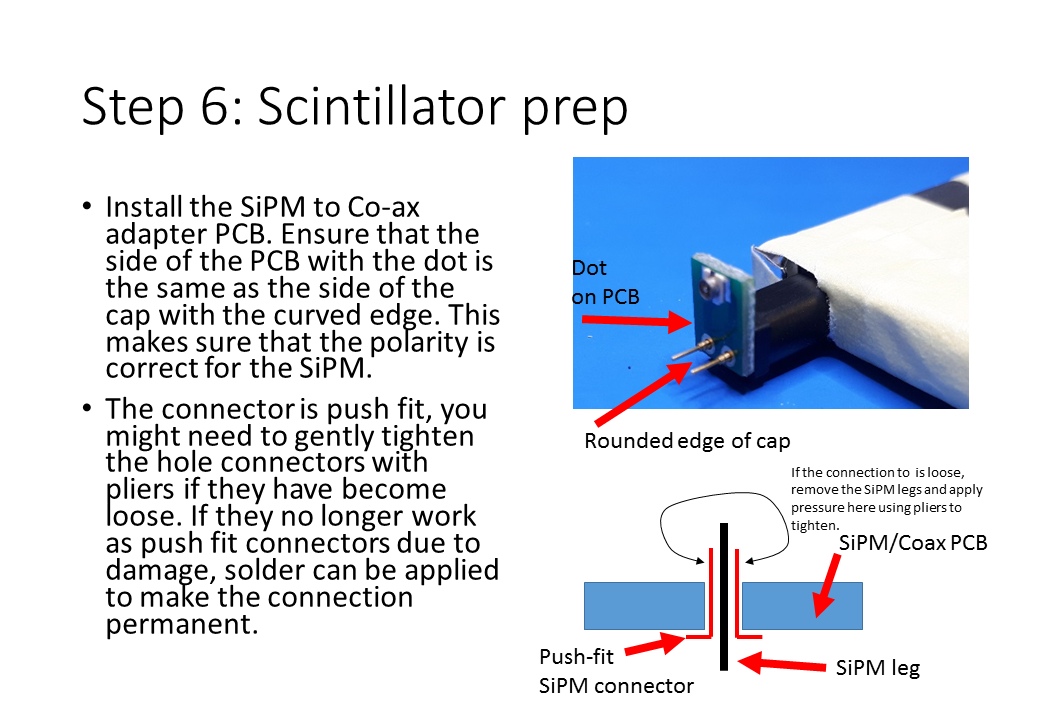 Step 6: Scintillator prep
• Install the SiPM to Co-ax
adapter PCB. Ensure that the
side of the PCB with the dot is
the same as the side of the
cap with the curved edge. This
makes sure that the polarity is
correct for the SiPM.
• The connector is push fit, you
might need to gently tighten
the hole connectors with
pliers if they have become
loose. If they no longer work
as push fit connectors due to
damage, solder can be applied
to make the connection
permanent.
Dot
on PCB
Rounded edge of cap
If the connection to is loose,
remove the SiPM legs and apply
pressure here using pliers to
tighten.
SiPM/Coax PCB
Push-fit
SiPM connector
SiPM leg